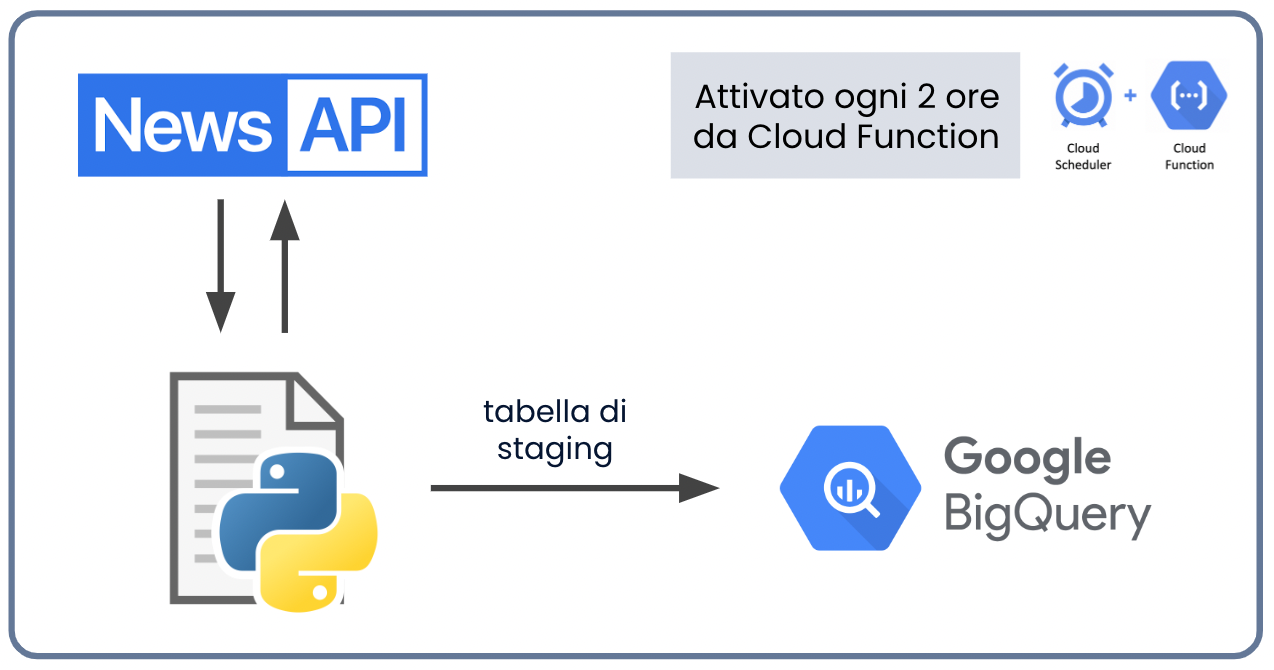 News API
Attivato ogni 2 ore
da Cloud Function
+
Cloud
Scheduler
Cloud
Function
tabella di
staging
Google
BigQuery